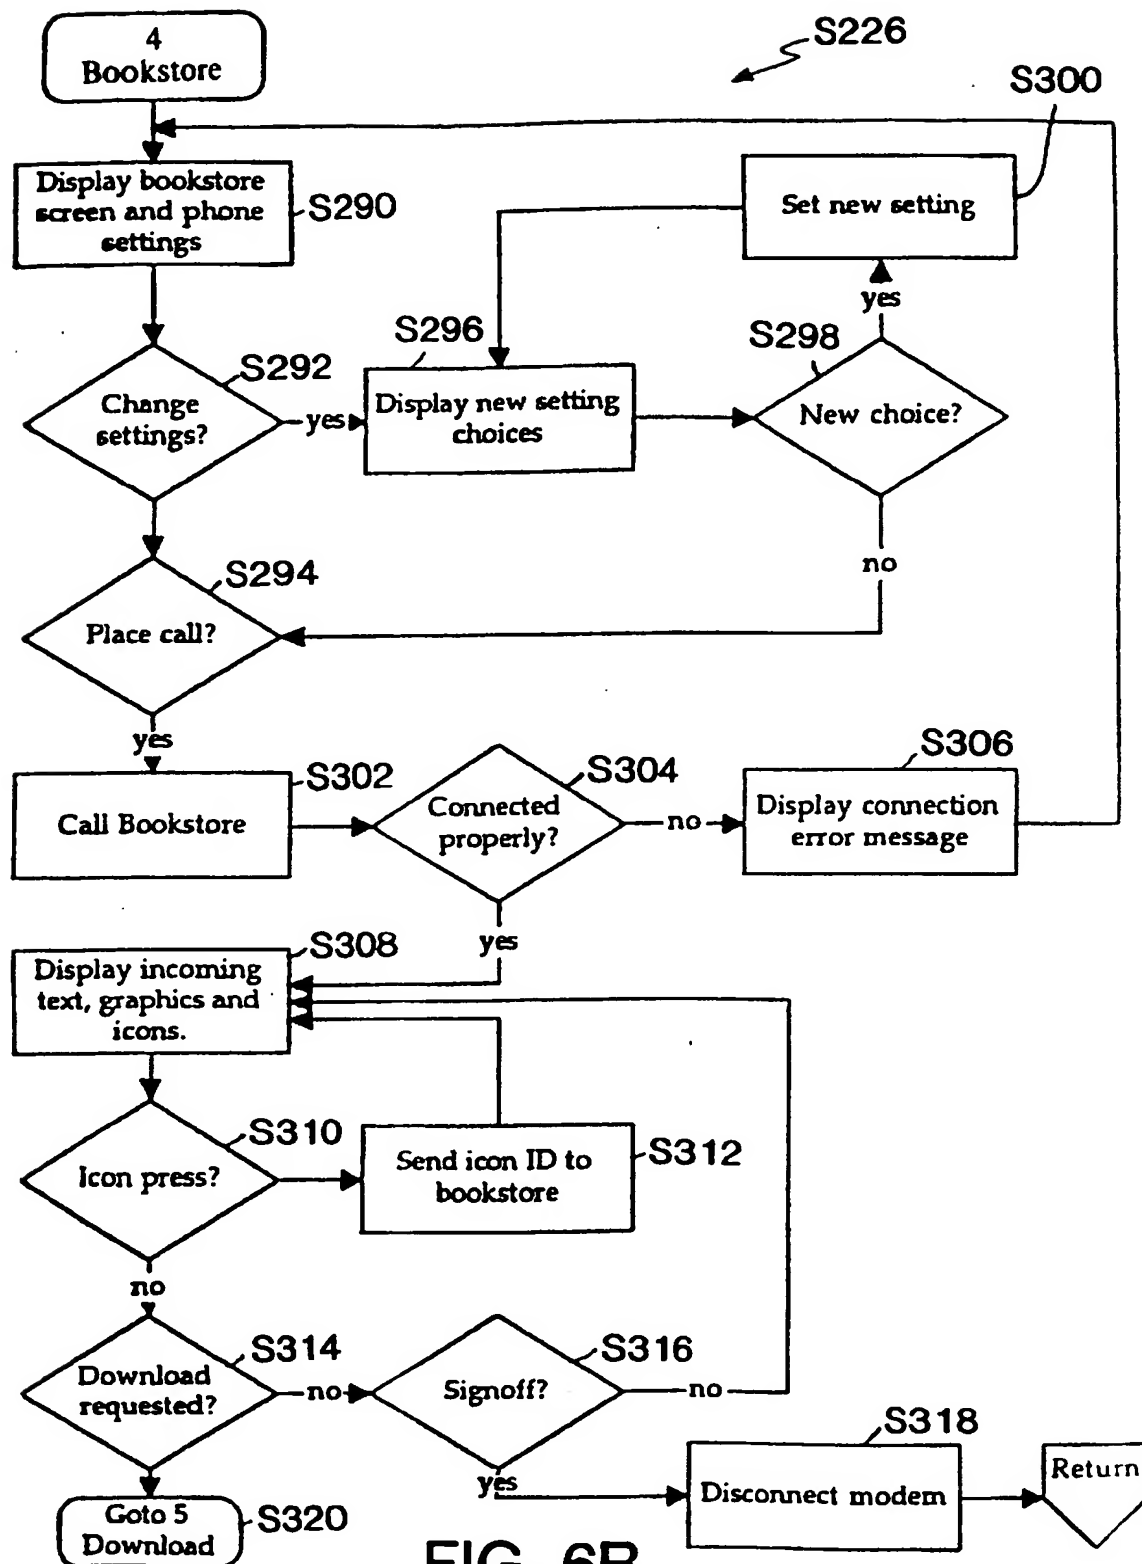 4
Bookstore
S226
S300
Display bookstore
screen and phone
settings
S290
Set new setting
yes
S292
S296
S298
Change
settings?
yes
Display new setting
choices
New choice?
no
S294
Place call?
yes
S302
S304
S306
Call Bookstore
Connected
properly?
no
Display connection
error message
yes
S308
Display incoming
text, graphics and
icons.
S310
Icon press?
Send icon ID to
bookstore
S312
no
S314
S316
Download
requested?
no
Signoff?
no
S318
yes
Disconnect modem
Return
Goto 5
Download
S320